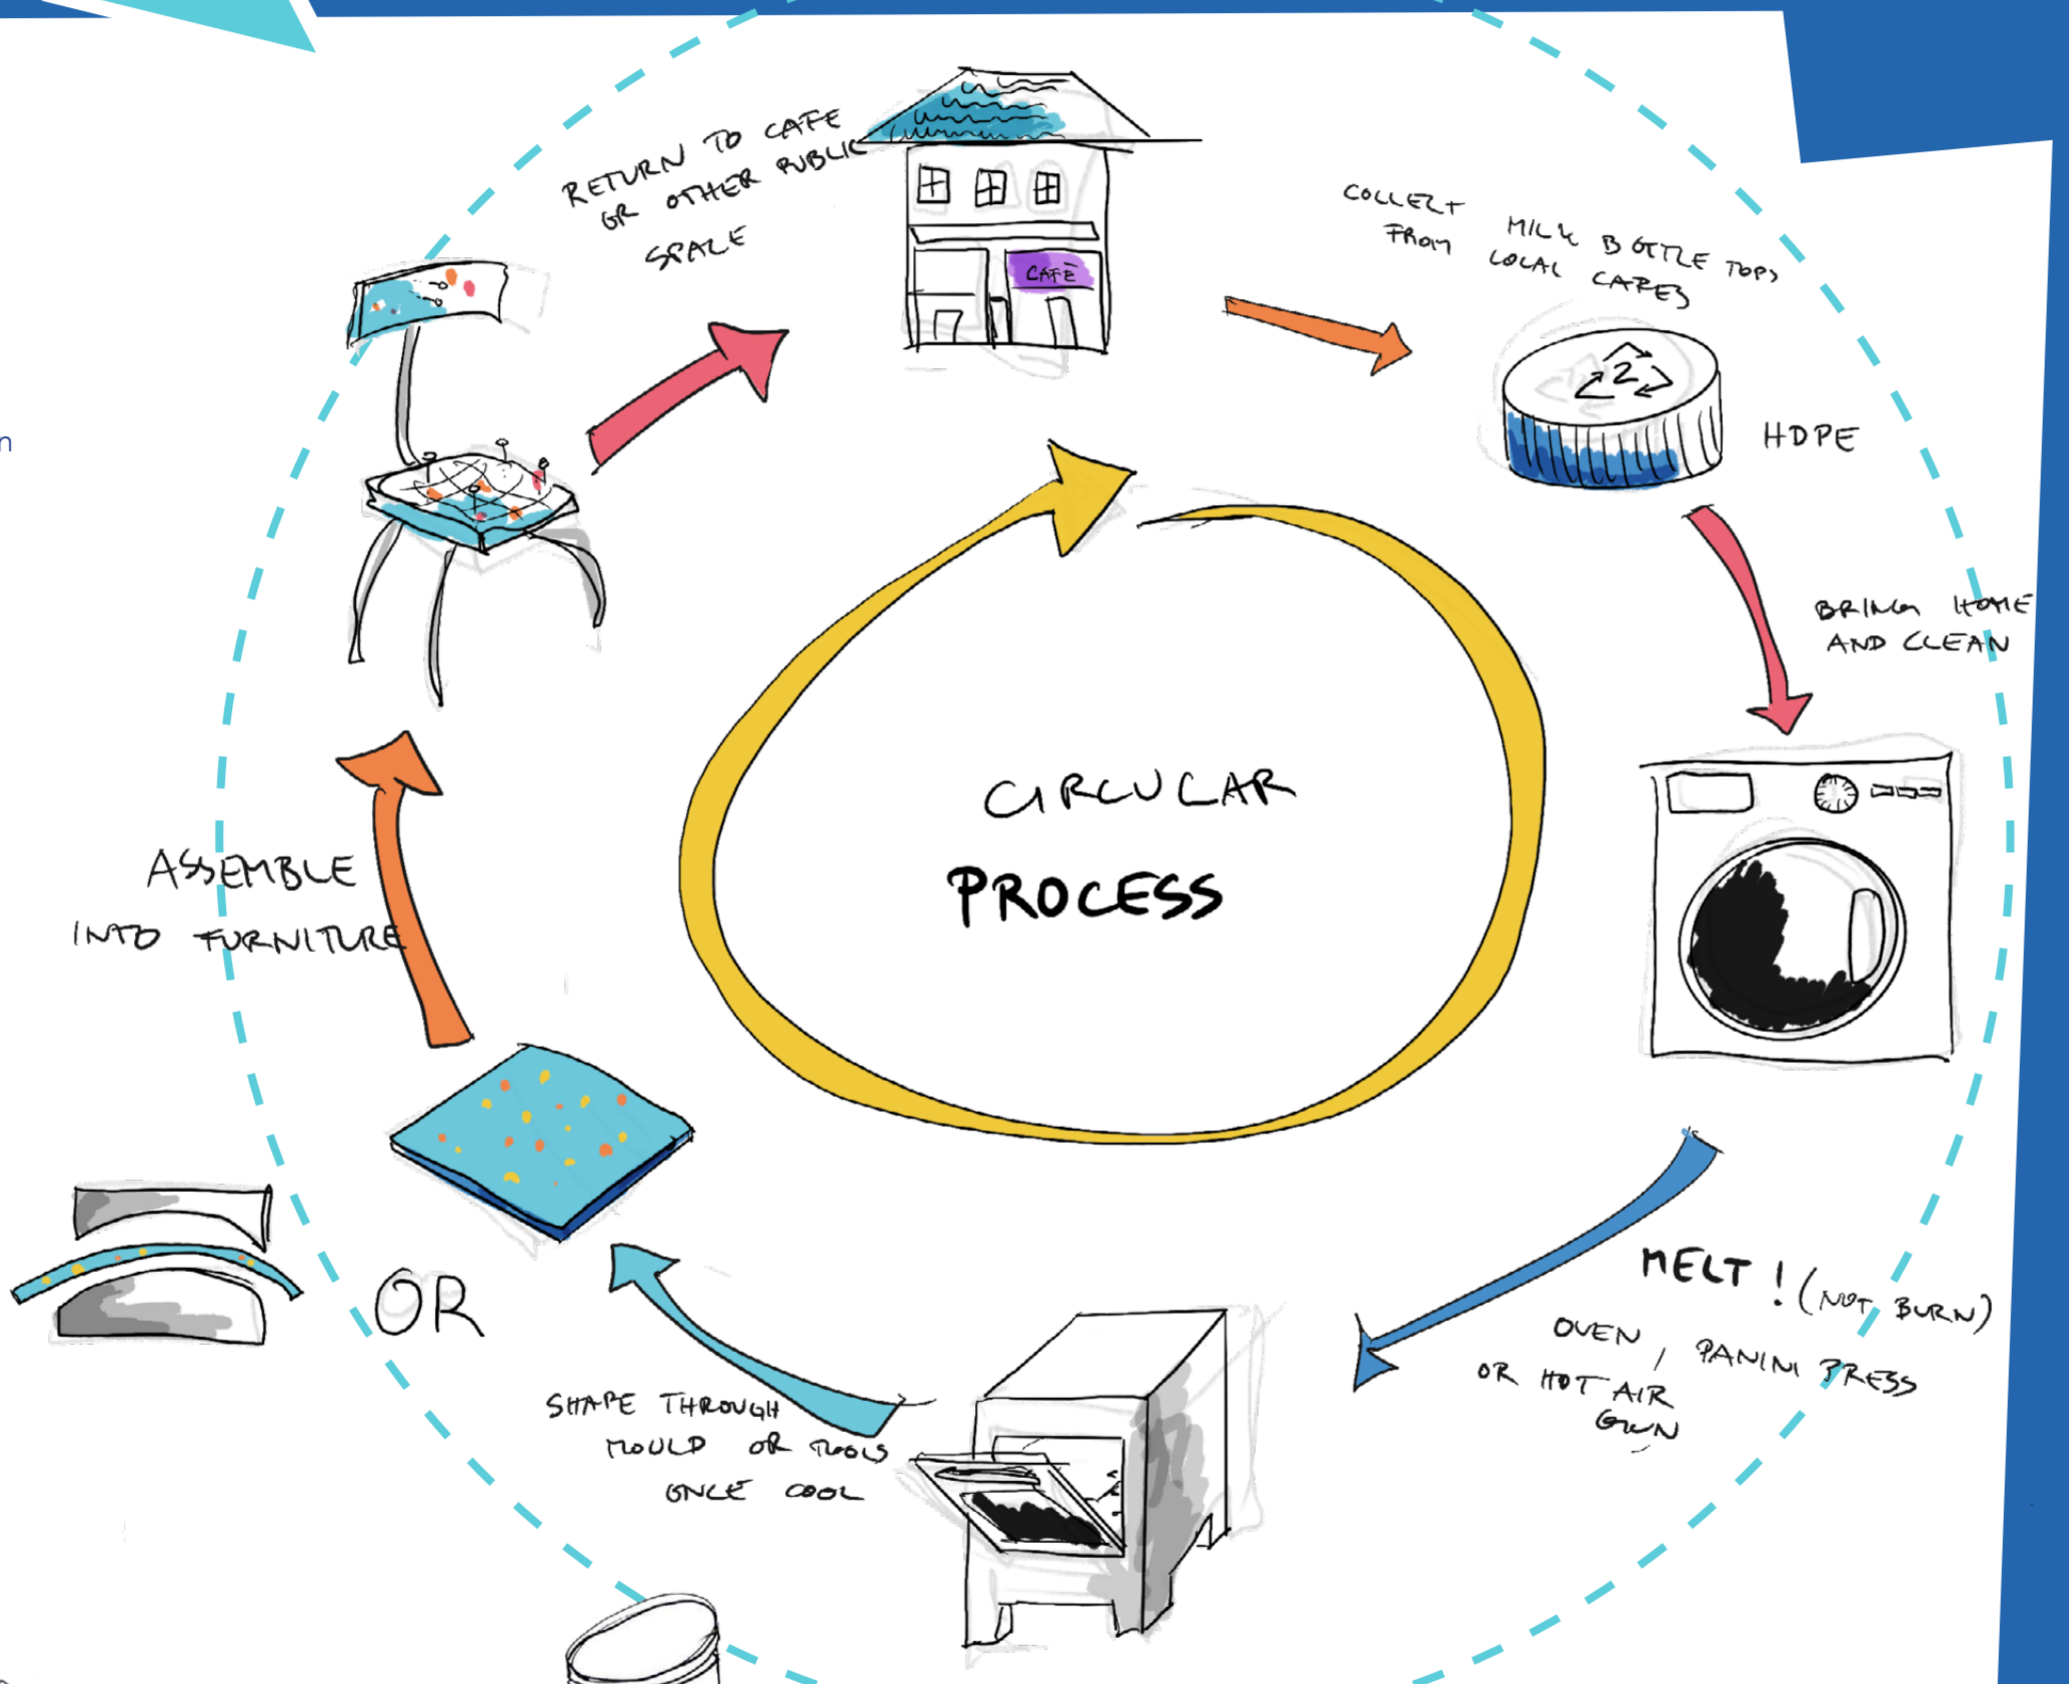 RETURN TO CAFE
OR OTHER PUBLIC
SPACE
CAFE
COLLECT MILK BOTTLE TOPS
FROM LOCAL CAFES
2
HDPE
n
BRING HOME
AND CLEAN
CIRCULAR
PROCESS
ASSEMBLE
INTO FURNITURE
MELT! (NOT BURN)
OVEN, PANINI PRESS
OR HOT AIR
GUN
OR
SHAPE THROUGH
MOULD OR TOOLS
ONCE COOL